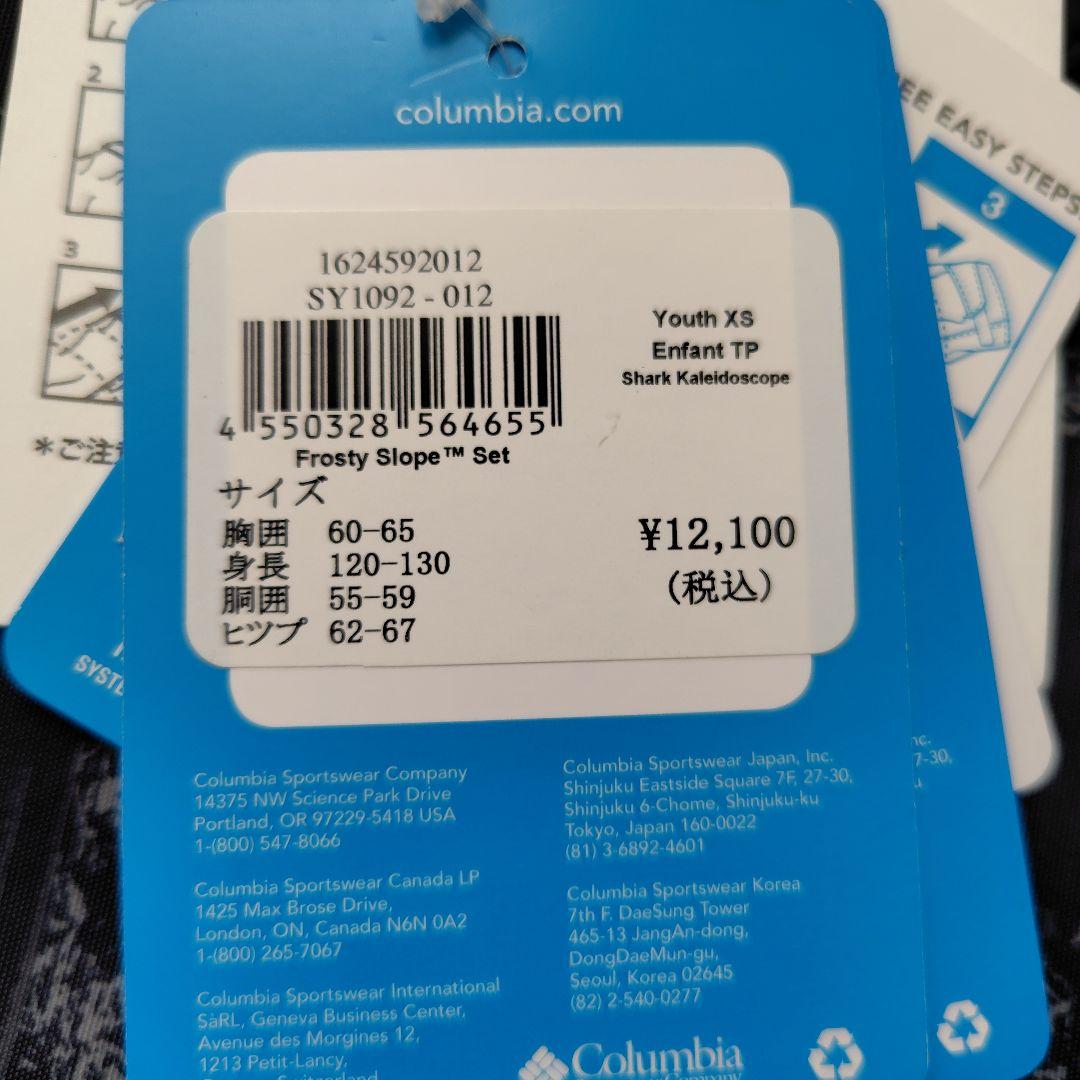 columbia.com
1624592012
SY1092 - 012
4 550328 564655
Frosty Slope™ Set
Youth XS
Enfant TP
Shark Kaleidoscope
サイズ
胸囲 60-65
身長 120-130
胴囲 55-59
ヒツプ 62-67
¥12,100
(税込)
Columbia Sportswear Company
14375 NW Science Park Drive
Portland, OR 97229-5418 USA
1-(800) 547-8066
Columbia Sportswear Canada LP
1425 Max Brose Drive,
London, ON, Canada N6N 0A2
1-(800) 265-7067
Columbia Sportswear International
SàRL, Geneva Business Center,
Avenue des Morgines 12,
1213 Petit-Lancy,
Columbia Sportswear Japan, Inc.
Shinjuku Eastside Square 7F, 27-30,
Shinjuku 6-Chome, Shinjuku-ku
Tokyo, Japan 160-0022
(81) 3-6892-4601
Columbia Sportswear Korea
7th F. DaeSung Tower
465-13 JangAn-dong,
DongDaeMun-gu,
Seoul, Korea 02645
(82) 2-540-0277
Columbia
2
3
*ご注
EASY STEPS
3
7-30,